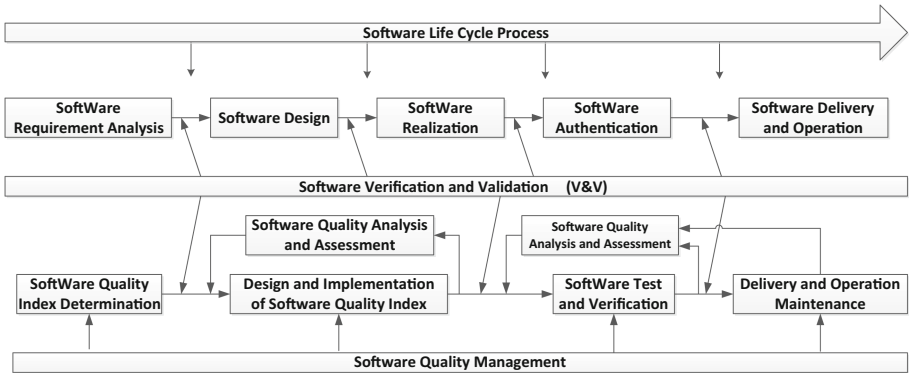 Software Life Cycle Process
SoftWare
Requirement Analysis
Software Design
SoftWare
Realization
SoftWare
Authentication
Software Delivery
and Operation
Software Verification and Validation (V&V)
Software Quality Analysis
and Assessment
Software Quality
Analysis and Assessment
SoftWare Quality
Index Determination
Design and Implementation
of Software Quality Index
SoftWare Test
and Verification
Delivery and Operation
Maintenance
Software Quality Management